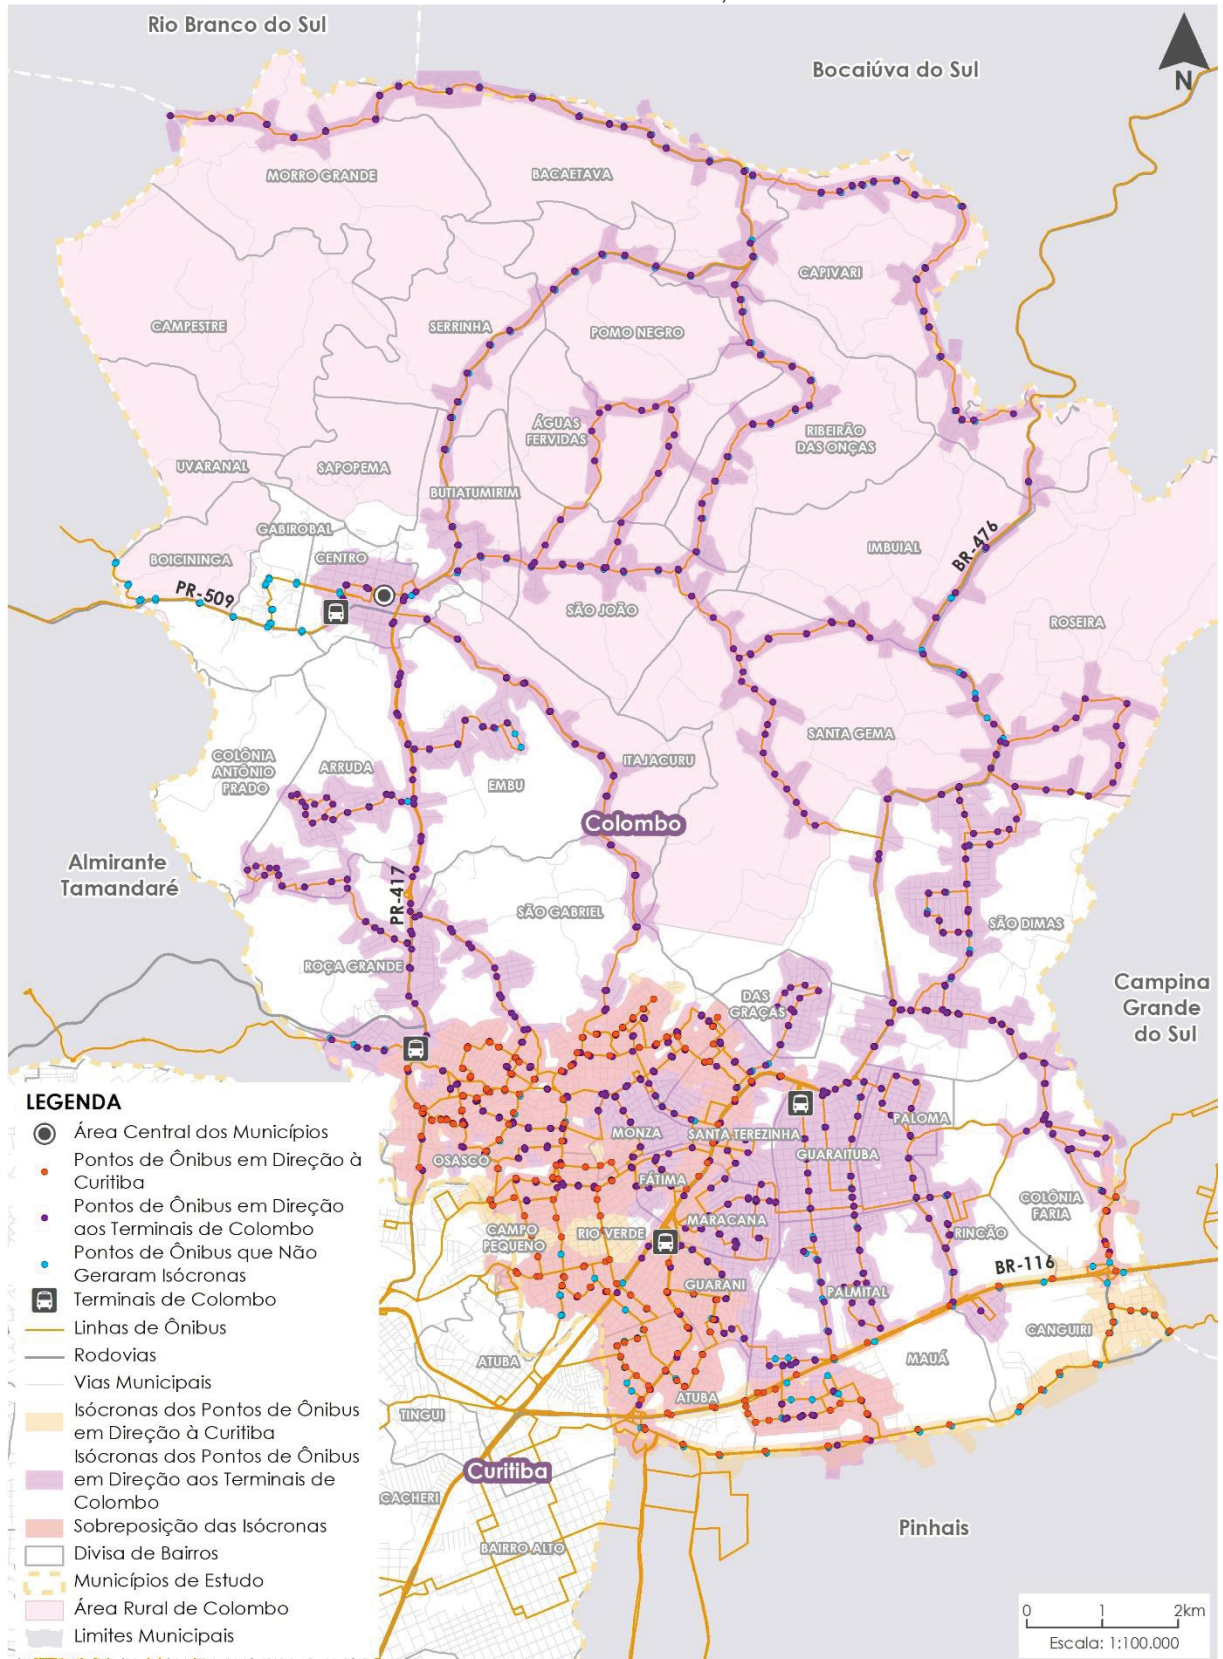 Rio Branco do Sul
Bocaiúva do Sul
N
MORRO GRANDE
BACAETAVA
CAPIVARI
CAMPESTRE
SERRINHA
POMO NEGRO
ÁGUAS
FERVIDAS
RIBEIRÃO
DAS ONÇAS
UVARANAL
SAPOPEMA
BUTIATUMIRIM
GABIROBAL
CENTRO
BOICININGA
IMBUIAL
BR-476
PR-509
SÃO JOÃO
ROSEIRA
SANTA GEMA
COLÔNIA
ANTÔNIO
PRADO
ARRUDA
EMBU
ITAJACURU
Colombo
Almirante
Tamandaré
PR-417
SÃO GABRIEL
SÃO DIMAS
ROÇA GRANDE
DAS
GRAÇAS
Campina
Grande
do Sul
PALOMA
MONZA
SANTA TEREZINHA
GUARAITUBA
OSASCO
FÁTIMA
MARACANA
COLÔNIA
FARIA
CAMPO
PEQUENO
RIO VERDE
RINCÃO
BR-116
GUARANI
PALMITAL
CANGUIRI
MAUÁ
ATUBA
ATUBA
TINGUI
Curitiba
CACHERI
BAIRRO ALTO
Pinhais
LEGENDA
Área Central dos Municípios
Pontos de Ônibus em Direção à
Curitiba
Pontos de Ônibus em Direção
aos Terminais de Colombo
Pontos de Ônibus que Não
Geraram Isócronas
Terminais de Colombo
Linhas de Ônibus
Rodovias
Vias Municipais
Isócronas dos Pontos de Ônibus
em Direção à Curitiba
Isócronas dos Pontos de Ônibus
em Direção aos Terminais de
Colombo
Sobreposição das Isócronas
Divisa de Bairros
Municípios de Estudo
Área Rural de Colombo
Limites Municipais
0 1 2km
Escala: 1:100.000